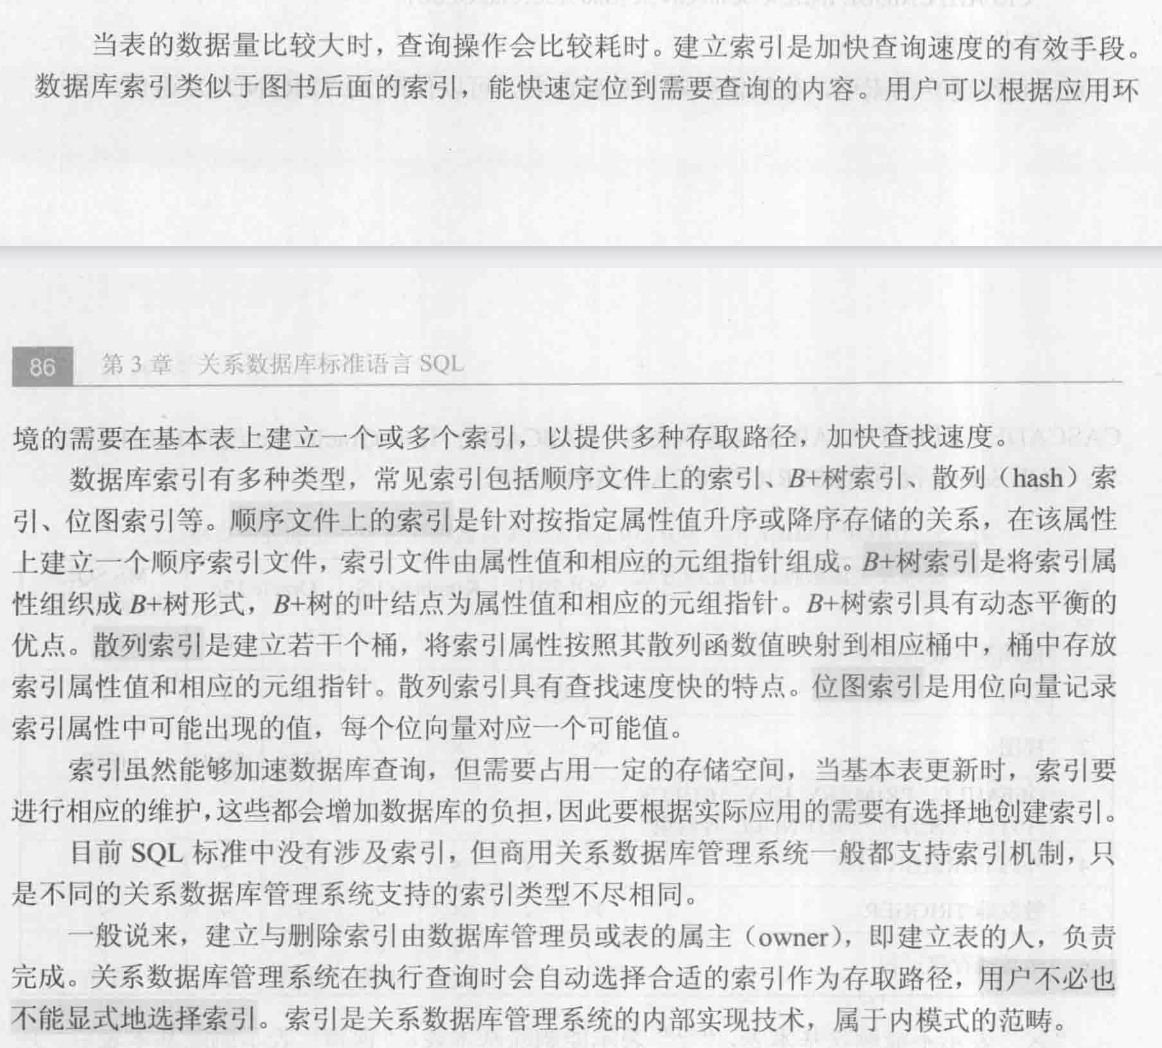 当表的数据量比较大时，查询操作会比较耗时。建立索引是加快查询速度的有效手段。
数据库索引类似于图书后面的索引，能快速定位到需要查询的内容。用户可以根据应用环
86 第 3 章 关系数据库标准语言 SQL
境的需要在基本表上建立一个或多个索引，以提供多种存取路径，加快查找速度。
数据库索引有多种类型，常见索引包括顺序文件上的索引、B+树索引、散列（hash）索
引、位图索引等。顺序文件上的索引是针对按指定属性值升序或降序存储的关系，在该属性
上建立一个顺序索引文件，索引文件由属性值和相应的元组指针组成。B+树索引是将索引属
性组织成 B+树形式，B+树的叶结点为属性值和相应的元组指针。B+树索引具有动态平衡的
优点。散列索引是建立若干个桶，将索引属性按照其散列函数值映射到相应桶中，桶中存放
索引属性值和相应的元组指针。散列索引具有查找速度快的特点。位图索引是用位向量记录
索引属性中可能出现的值，每个位向量对应一个可能值。
索引虽然能够加速数据库查询，但需要占用一定的存储空间，当基本表更新时，索引要
进行相应的维护，这些都会增加数据库的负担，因此要根据实际应用的需要有选择地创建索引。
目前 SQL 标准中没有涉及索引，但商用关系数据库管理系统一般都支持索引机制，只
是不同的关系数据库管理系统支持的索引类型不尽相同。
一般说来，建立与删除索引由数据库管理员或表的属主（owner），即建立表的人，负责
完成。关系数据库管理系统在执行查询时会自动选择合适的索引作为存取路径，用户不必也
不能显式地选择索引。索引是关系数据库管理系统的内部实现技术，属于内模式的范畴。